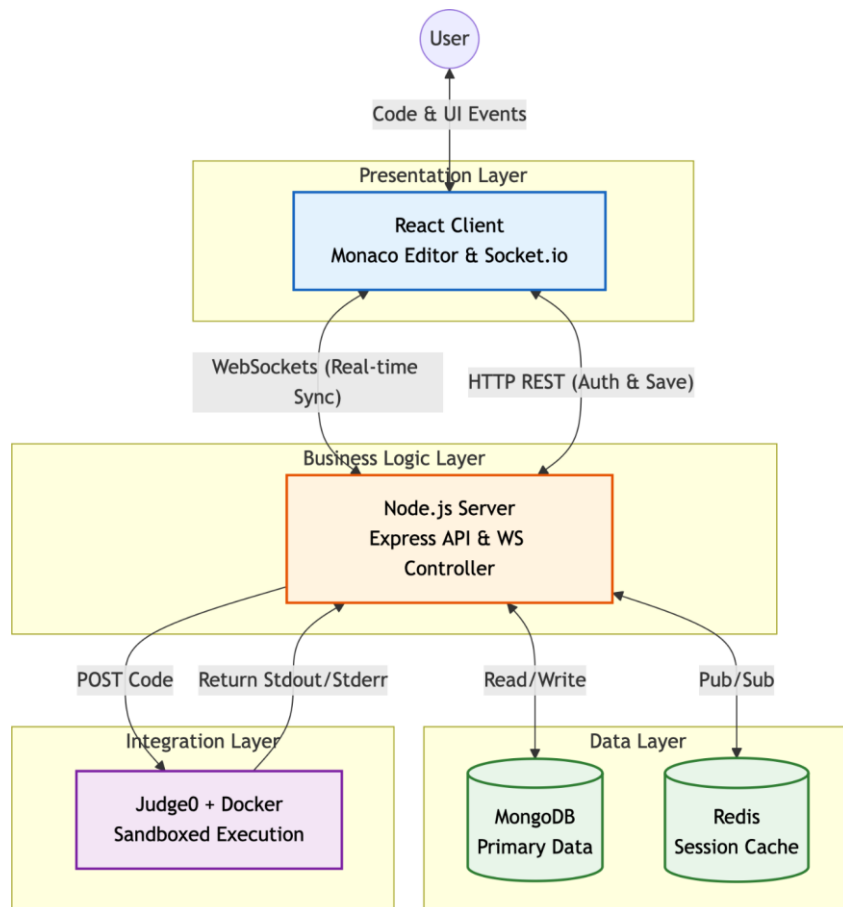 User
Code & UI Events
Presentation Layer
React Client
Monaco Editor & Socket.io
WebSockets (Real-time
Sync)
HTTP REST (Auth & Save)
Business Logic Layer
Node.js Server
Express API & WS
Controller
POST Code
Return Stdout/Stderr
Read/Write
Pub/Sub
Integration Layer
Data Layer
Judge0 + Docker
Sandboxed Execution
MongoDB
Primary Data
Redis
Session Cache